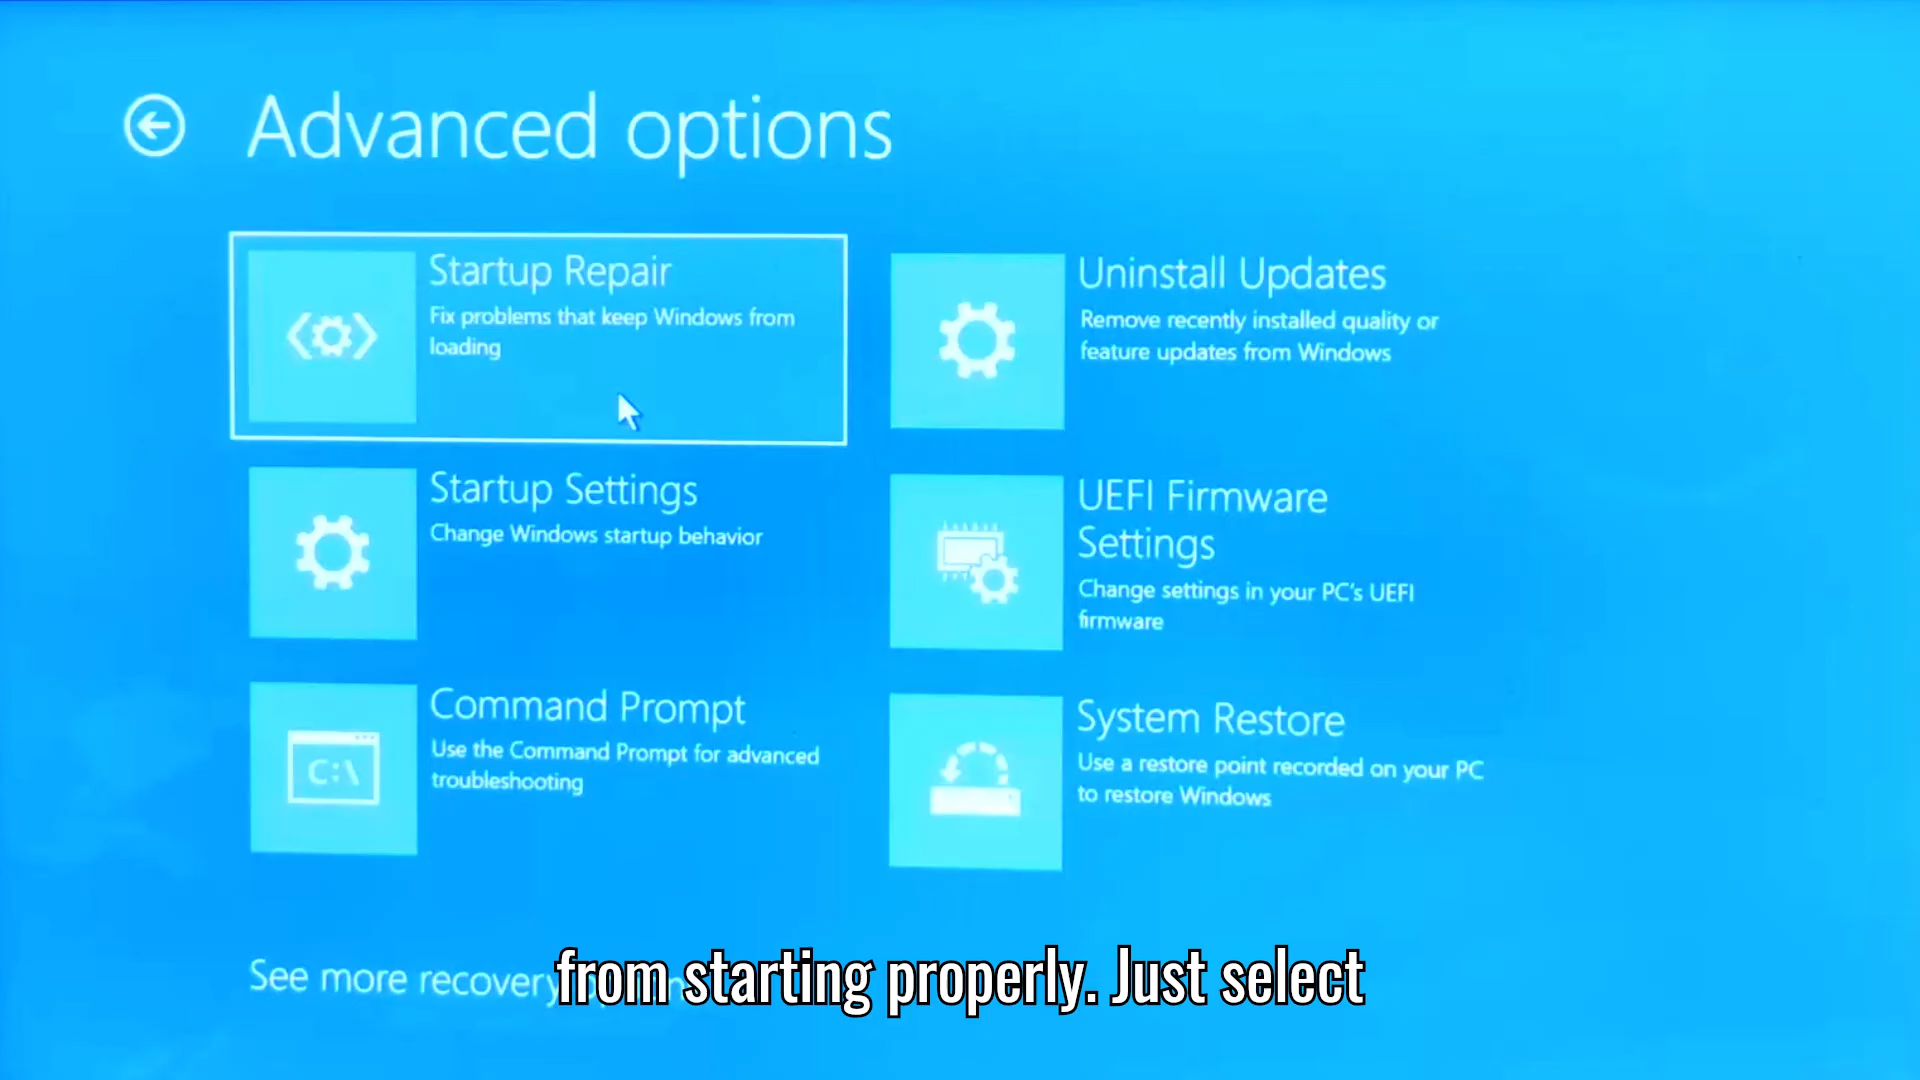 Advanced options
Startup Repair
Fix problems that keep Windows from
loading
Uninstall Updates
Remove recently installed quality or
feature updates from Windows
Startup Settings
Change Windows startup behavior
UEFI Firmware
Settings
Change settings in your PC's UEFI
firmware
Command Prompt
Use the Command Prompt for advanced
troubleshooting
C:\
System Restore
Use a restore point recorded on your PC
to restore Windows
See more recovery
from starting properly. Just select